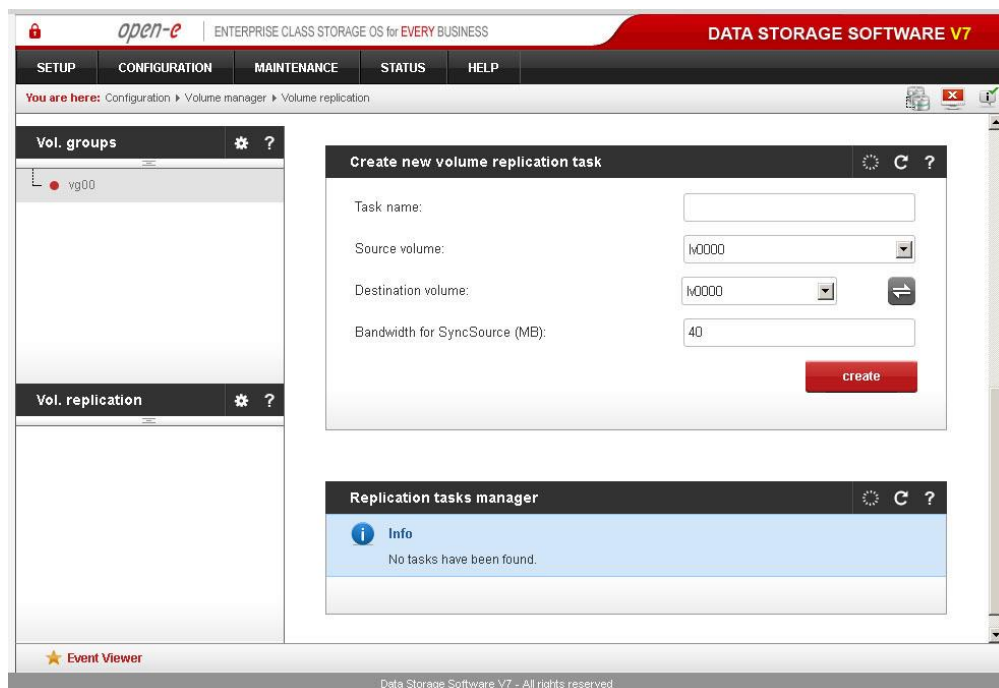 open-e ENTERPRISE CLASS STORAGE OS for EVERY BUSINESS DATA STORAGE SOFTWARE V7
SETUP CONFIGURATION MAINTENANCE STATUS HELP
You are here: Configuration Volume manager Volume replication
Vol. groups ?
vg00
Vol. replication ?
Create new volume replication task ?
Task name:
Source volume: lv0000
Destination volume: lv0000
Bandwidth for SyncSource (MB): 40
create
Replication tasks manager ?
i Info
No tasks have been found.
Event Viewer
Data Storage Software V7 - All rights reserved